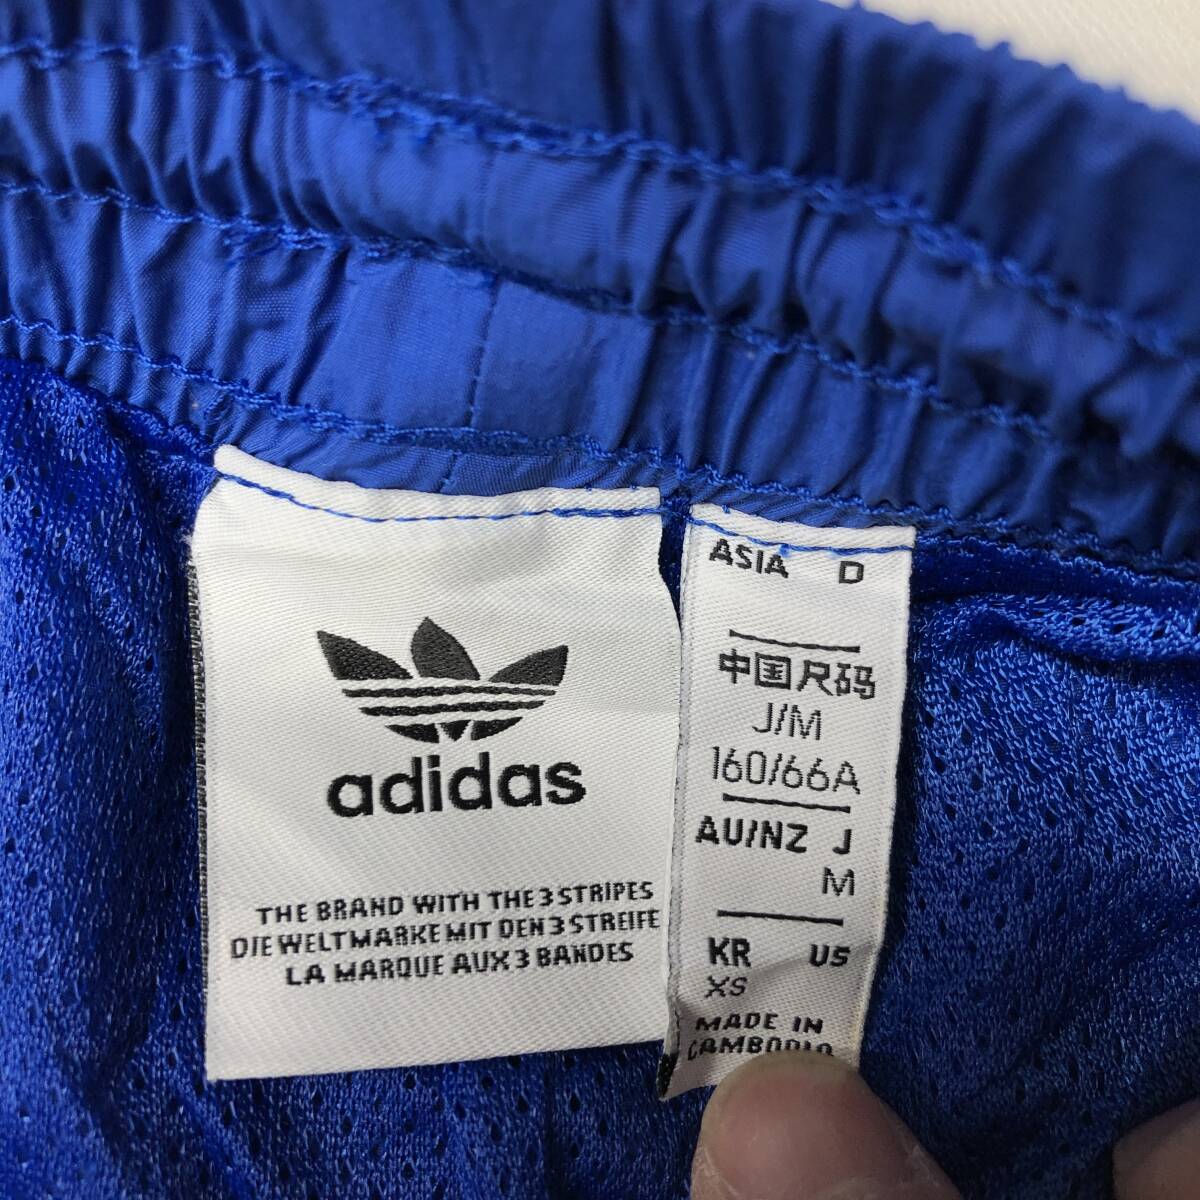 adidas
THE BRAND WITH THE 3 STRIPES
DIE WELTMARKE MIT DEN 3 STREIFE
LA MARQUE AUX 3 BANDES
ASIA D
中国尺码
J/M
160/66A
AU/NZ J
M
KR US
XS
MADE IN
CAMBODIA